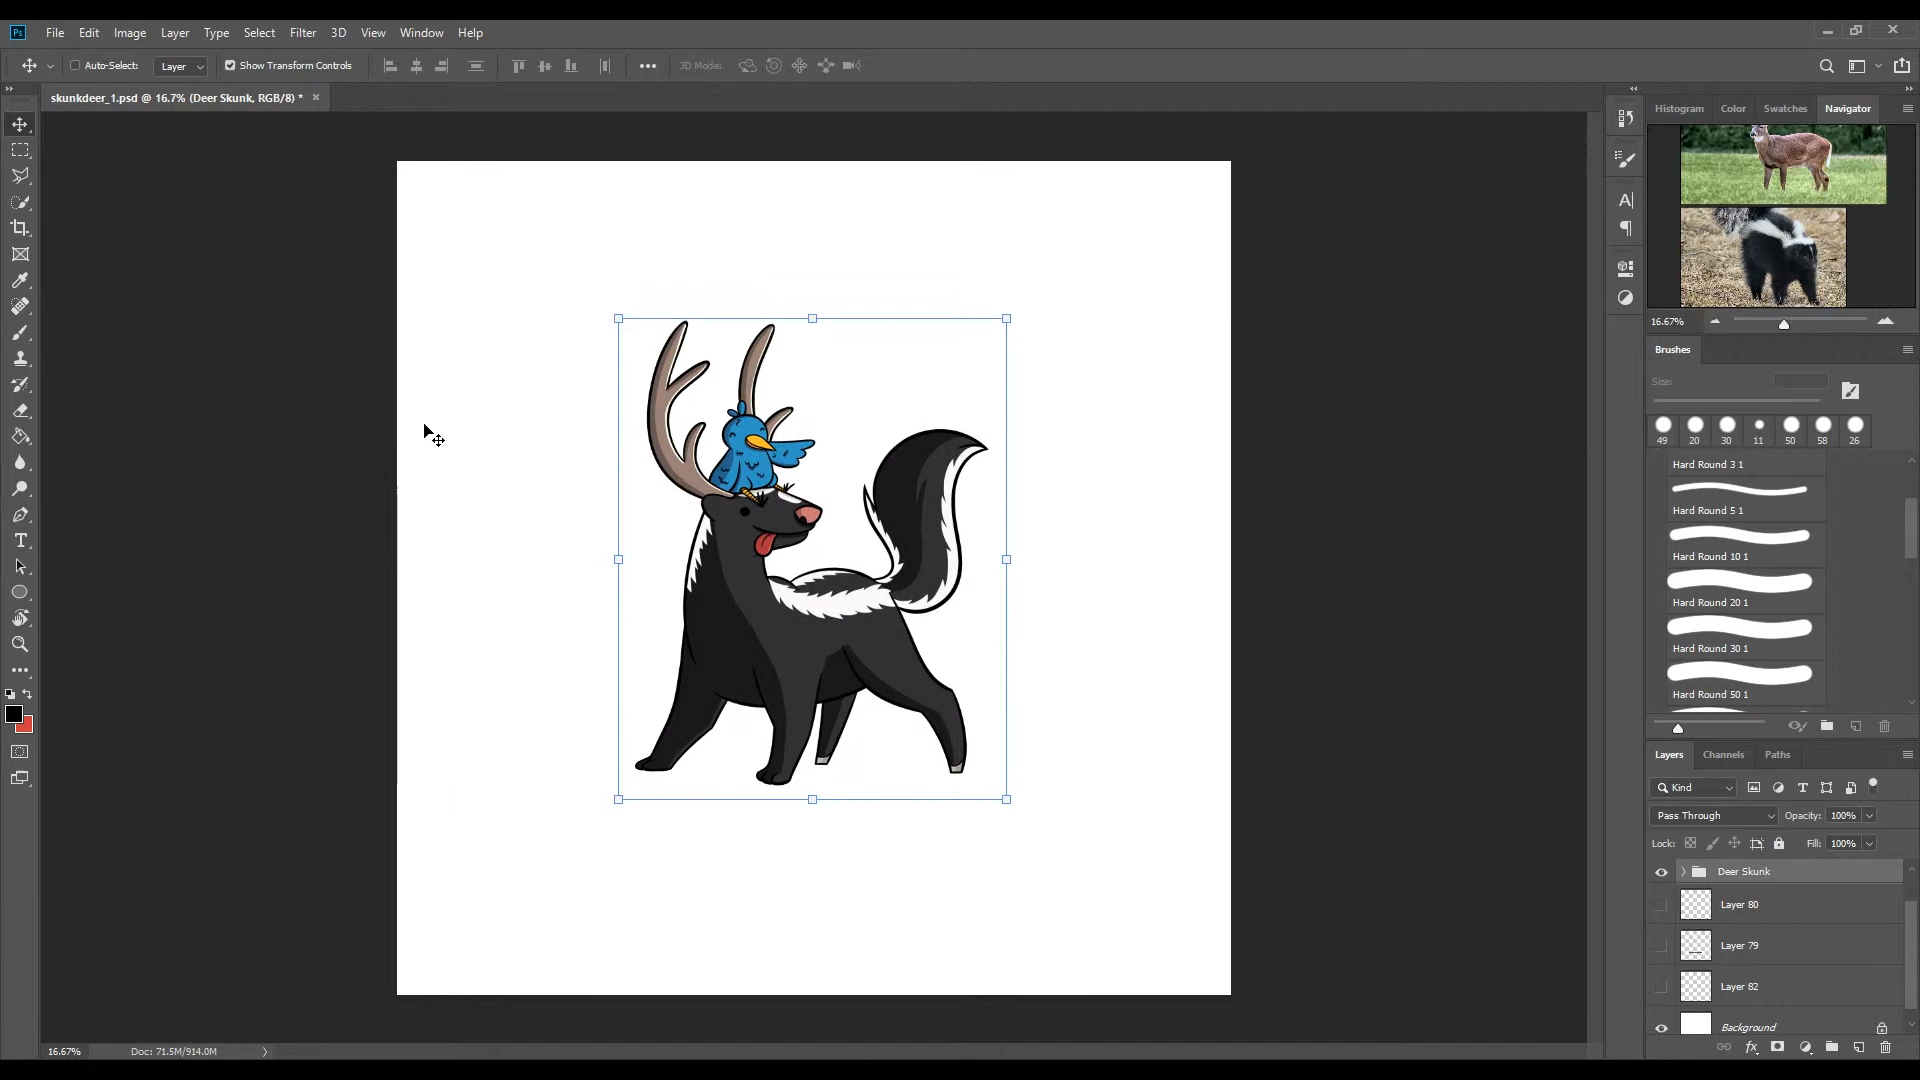 Ps File Edit Image Layer Type Select Filter 3D View Window Help
Auto-Select: Layer Show Transform Controls 3D Mode:
skunkdeer_1.psd @ 16.7% (Deer Skunk, RGB/8) *
Histogram Color Swatches Navigator
16.67%
Brushes
Size:
49 20 30 11 50 58 26
Hard Round 3 1
Hard Round 5 1
Hard Round 10 1
Hard Round 20 1
Hard Round 30 1
Hard Round 50 1
Layers Channels Paths
Kind
Pass Through Opacity: 100%
Lock: Fill: 100%
Deer Skunk
Layer 80
Layer 79
Layer 82
Background
16.67% Doc: 71.5M/914.0M